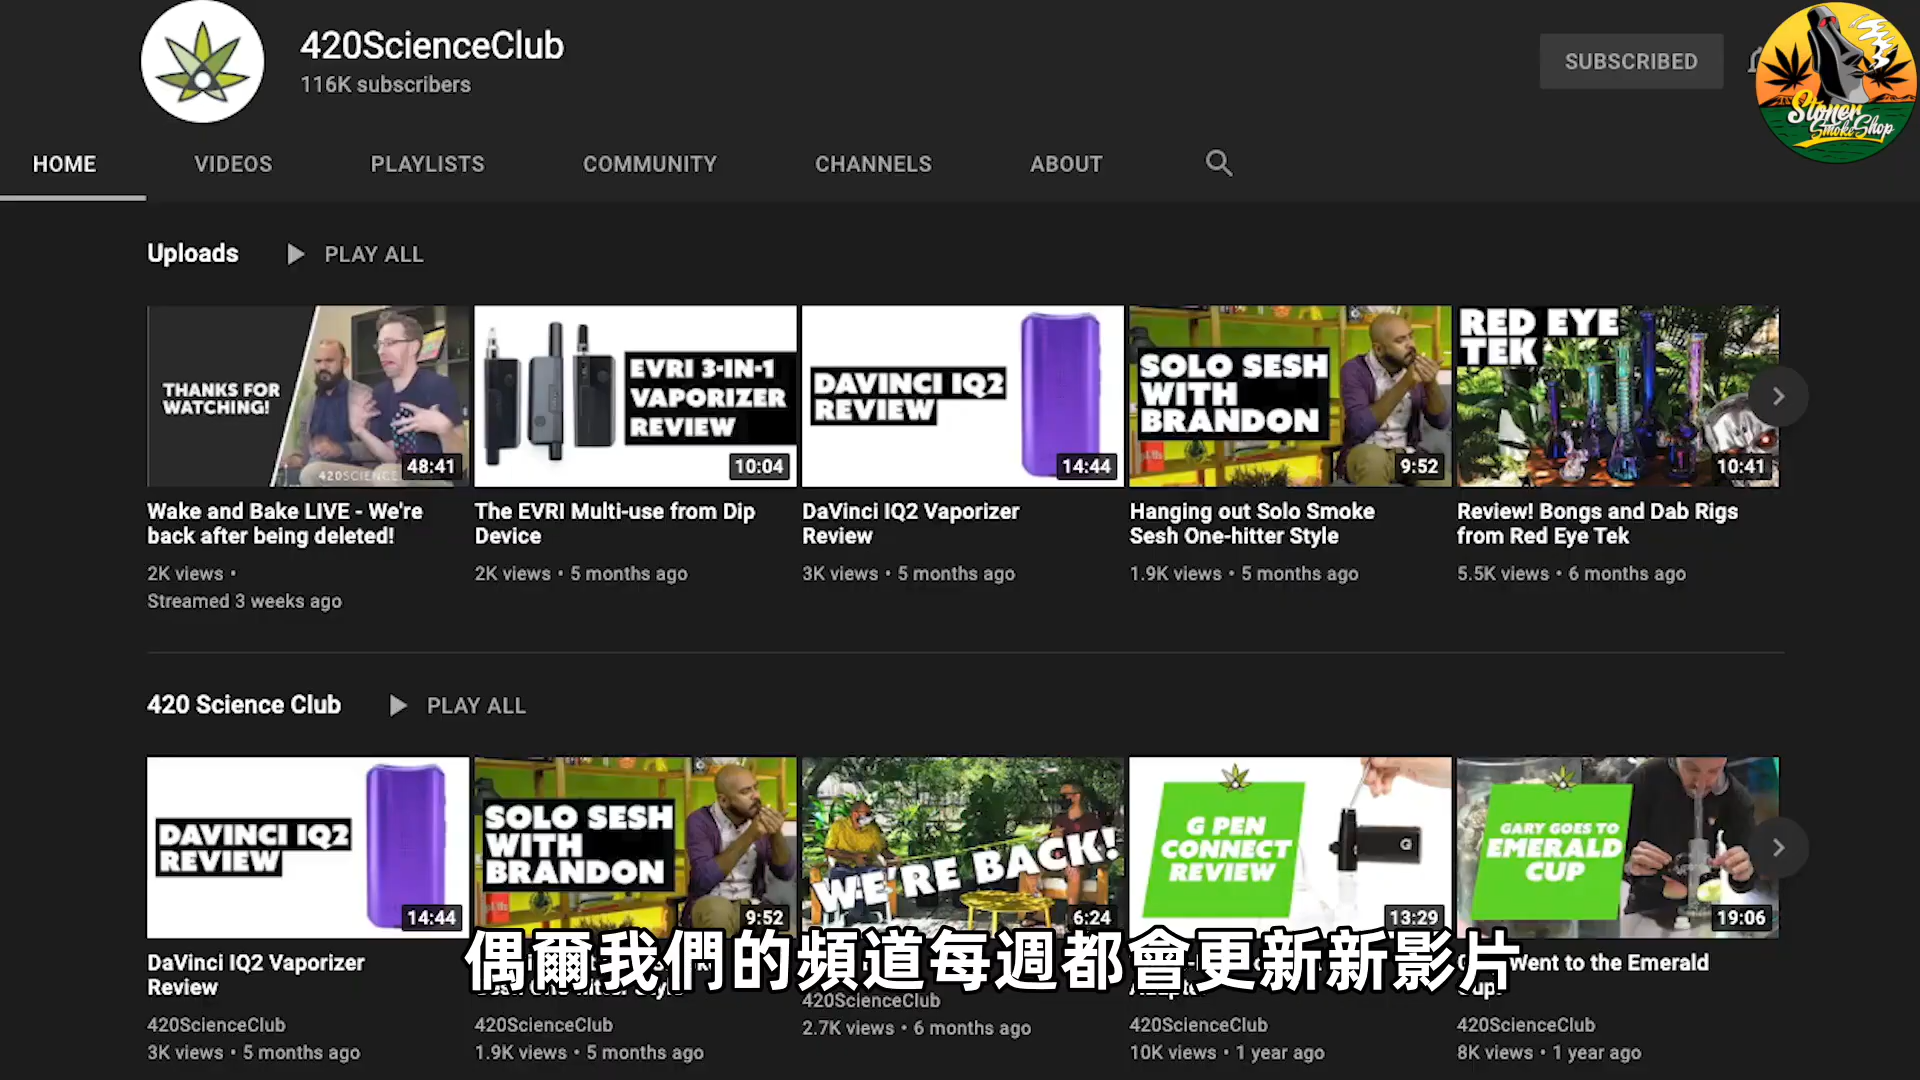 420ScienceClub
116K subscribers
SUBSCRIBED
Stoner
SmokeShop
HOME
VIDEOS
PLAYLISTS
COMMUNITY
CHANNELS
ABOUT
Uploads
PLAY ALL
THANKS FOR
WATCHING!
420SCIENCE
48:41
EVRI 3-IN-1
VAPORIZER
REVIEW
10:04
DAVINCI IQ2
REVIEW
14:44
SOLO SESH
WITH
BRANDON
9:52
RED EYE
TEK
10:41
Wake and Bake LIVE - We're
back after being deleted!
2K views •
Streamed 3 weeks ago
The EVRI Multi-use from Dip
Device
2K views • 5 months ago
DaVinci IQ2 Vaporizer
Review
3K views • 5 months ago
Hanging out Solo Smoke
Sesh One-hitter Style
1.9K views • 5 months ago
Review! Bongs and Dab Rigs
from Red Eye Tek
5.5K views • 6 months ago
420 Science Club
PLAY ALL
DAVINCI IQ2
REVIEW
14:44
SOLO SESH
WITH
BRANDON
9:52
WE'RE BACK!
6:24
G PEN
CONNECT
REVIEW
G
13:29
GARY GOES TO
EMERALD
CUP
19:06
偶爾我們的頻道每週都會更新新影片
DaVinci IQ2 Vaporizer
Review
420ScienceClub
3K views • 5 months ago
420ScienceClub
1.9K views • 5 months ago
420ScienceClub
2.7K views • 6 months ago
420ScienceClub
10K views • 1 year ago
Went to the Emerald
420ScienceClub
8K views • 1 year ago